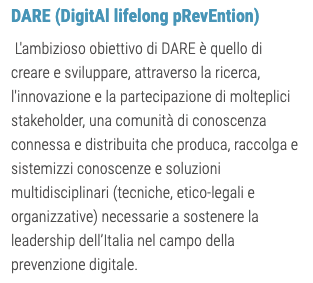 DARE (DigitAl lifelong pRevEntion)
L'ambizioso obiettivo di DARE è quello di
creare e sviluppare, attraverso la ricerca,
l'innovazione e la partecipazione di molteplici
stakeholder, una comunità di conoscenza
connessa e distribuita che produca, raccolga e
sistemizzi conoscenze e soluzioni
multidisciplinari (tecniche, etico-legali e
organizzative) necessarie a sostenere la
leadership dell'Italia nel campo della
prevenzione digitale.